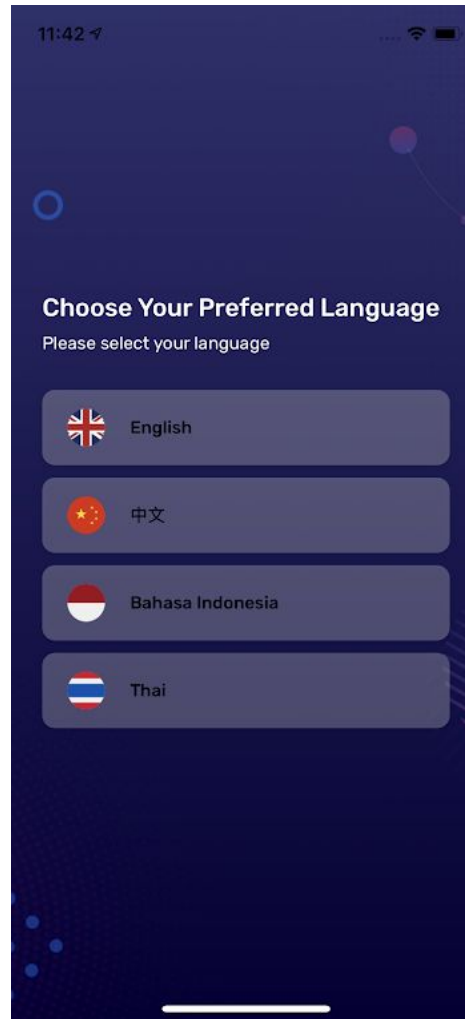 11:42
Choose Your Preferred Language
Please select your language
English
中文
Bahasa Indonesia
Thai